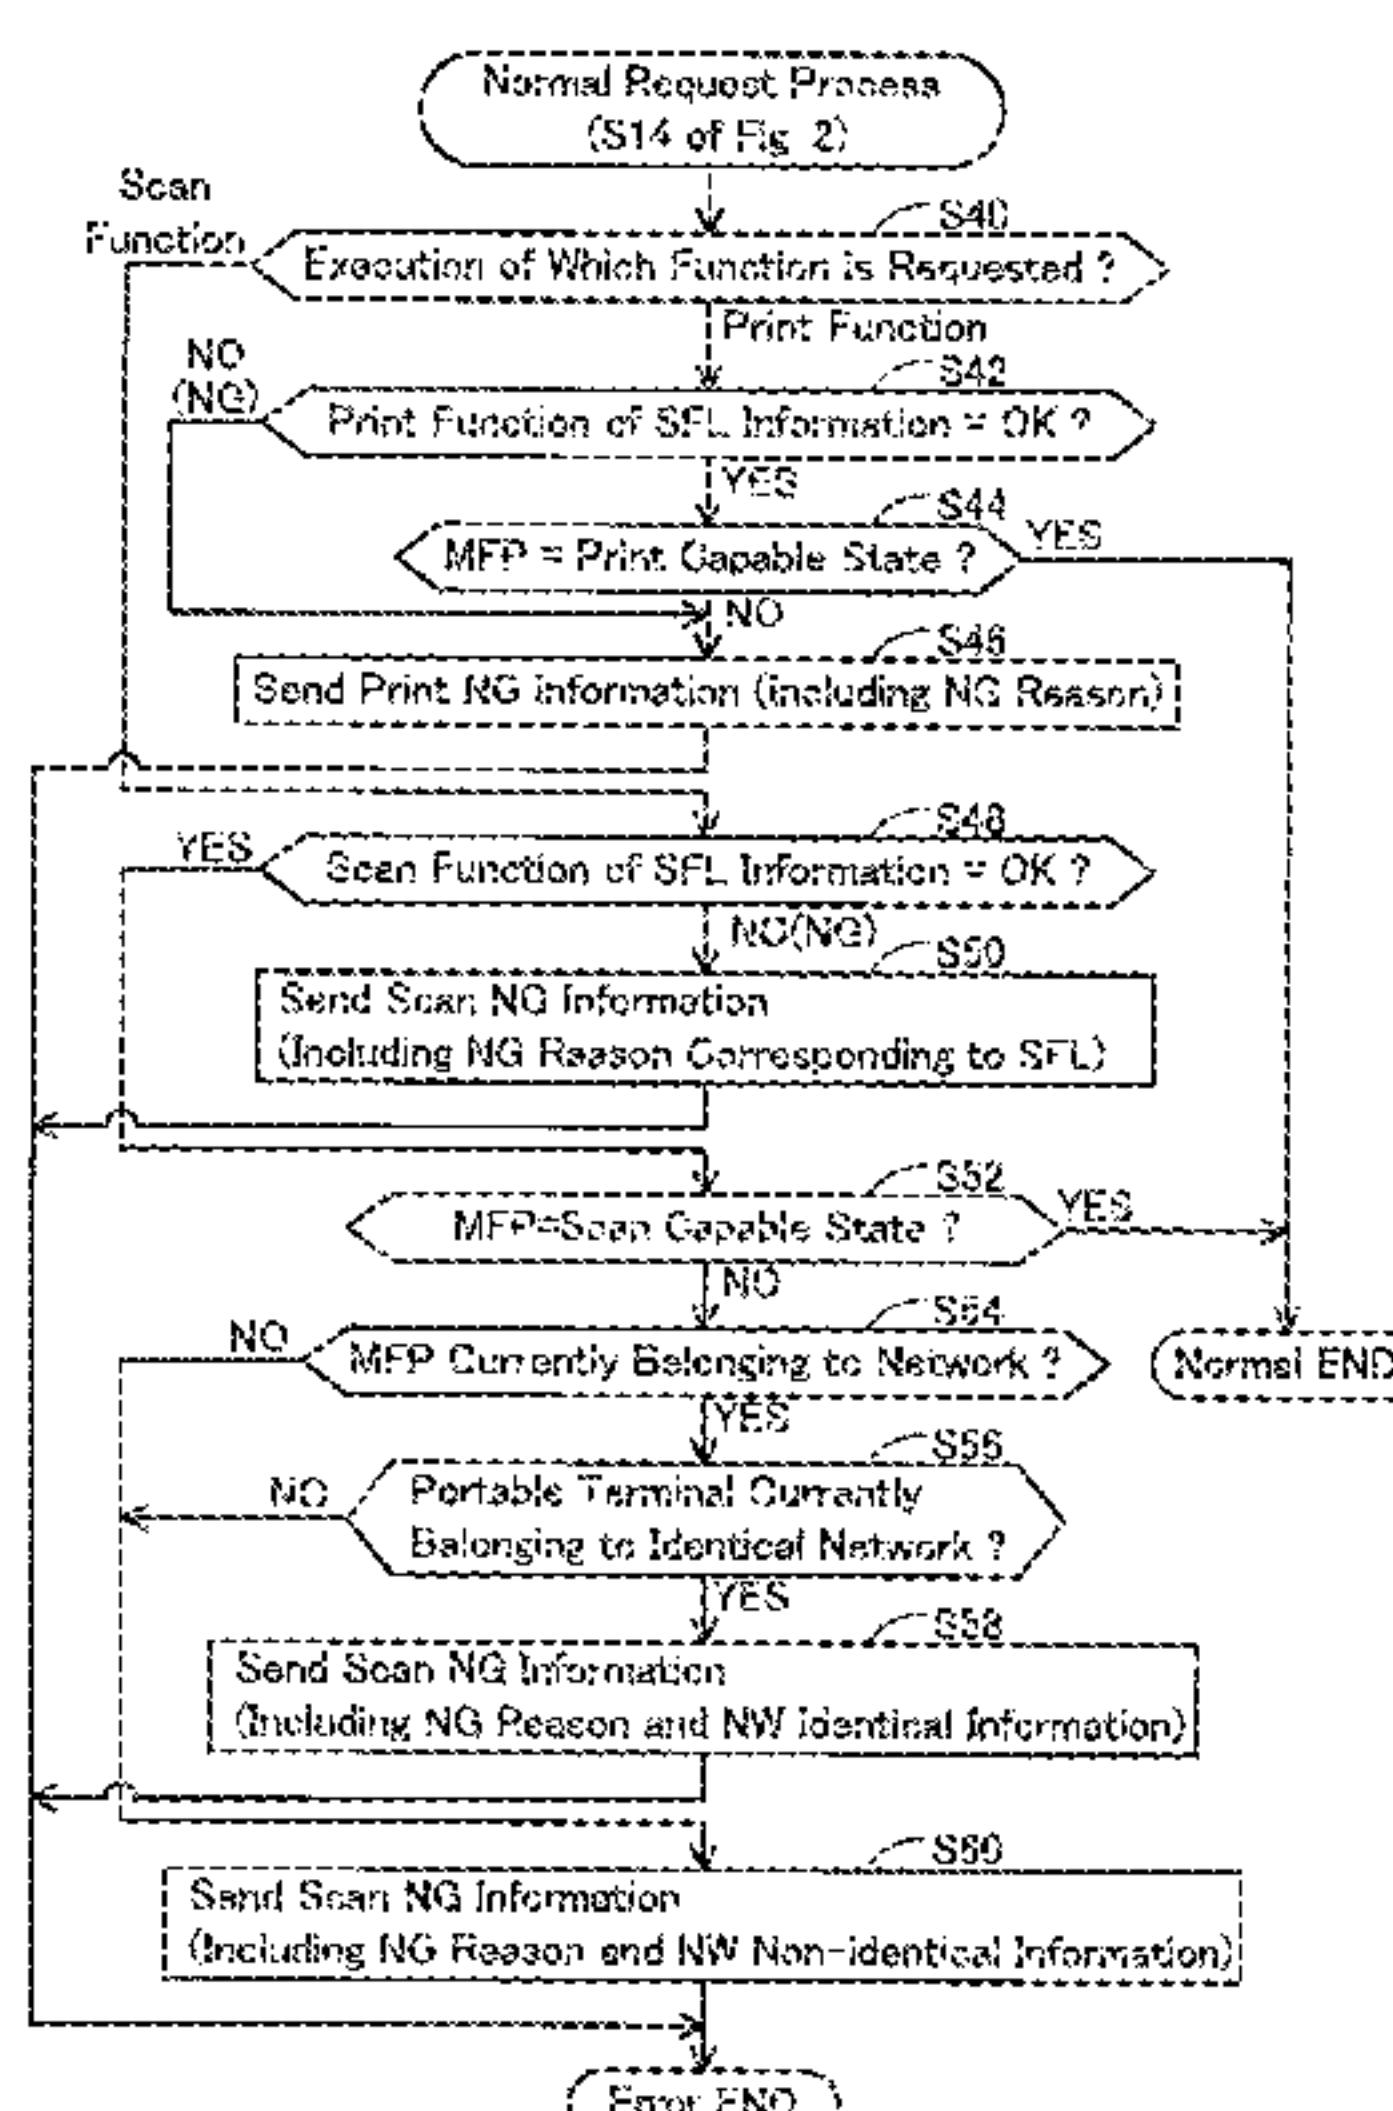 Normal Request Process
(S14 of Fig. 2)
Scan
Function
S40
Execution of Which Function is Requested ?
Print Function
NO
(NG)
S42
Print Function of SFL Information = OK ?
YES
S44
MFP = Print Capable State ?
YES
NO
S46
Send Print NG Information (including NG Reason)
S48
YES
Scan Function of SFL Information = OK ?
NO(NG)
S50
Send Scan NG Information
(Including NG Reason Corresponding to SFL)
S52
MFP=Scan Capable State ?
YES
NO
S54
NO
MFP Currently Belonging to Network ?
Normal END
YES
S56
NO
Portable Terminal Currently
Belonging to Identical Network ?
YES
S58
Send Scan NG Information
(Including NG Reason and NW Identical Information)
S60
Send Scan NG Information
(Including NG Reason and NW Non-identical Information)
Error END